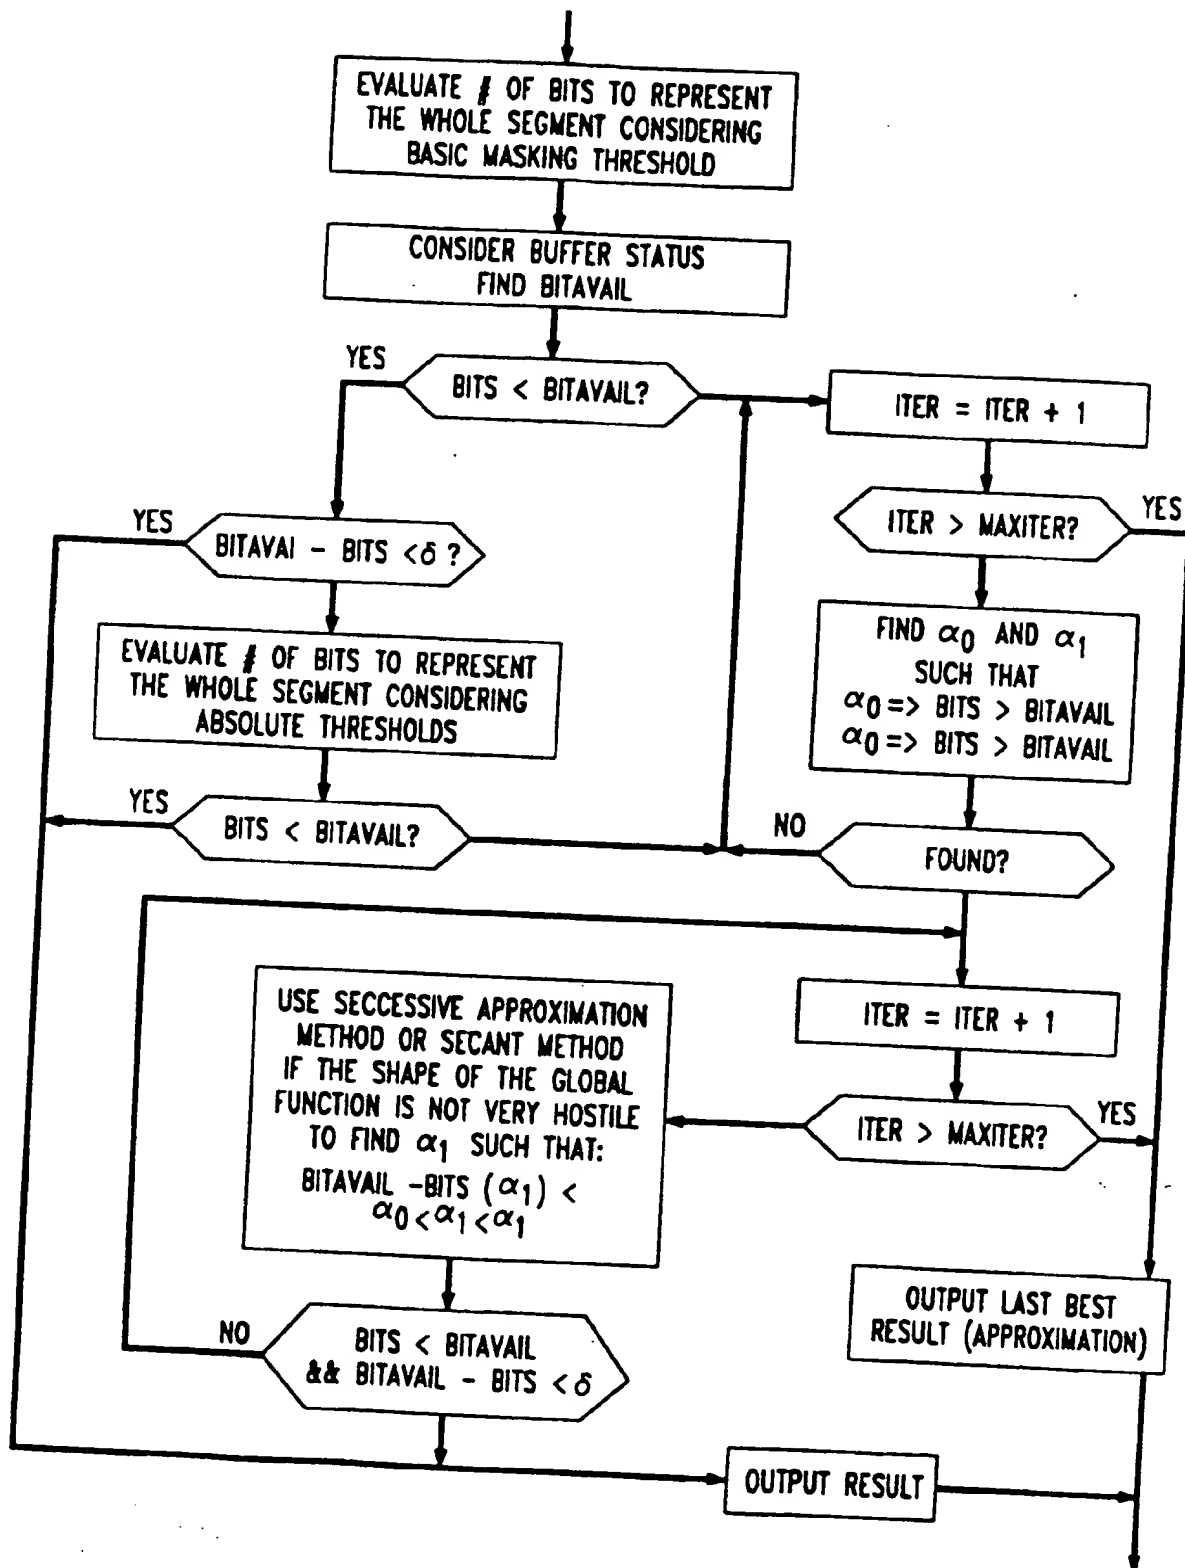 EVALUATE # OF BITS TO REPRESENT
THE WHOLE SEGMENT CONSIDERING
BASIC MASKING THRESHOLD
CONSIDER BUFFER STATUS
FIND BITAVAIL
YES
BITS < BITAVAIL?
ITER = ITER + 1
YES
BITAVAI - BITS < δ ?
ITER > MAXITER?
YES
EVALUATE # OF BITS TO REPRESENT
THE WHOLE SEGMENT CONSIDERING
ABSOLUTE THRESHOLDS
FIND α0 AND α1
SUCH THAT
α0 => BITS > BITAVAIL
α0 => BITS > BITAVAIL
YES
BITS < BITAVAIL?
NO
FOUND?
USE SECCESSIVE APPROXIMATION
METHOD OR SECANT METHOD
IF THE SHAPE OF THE GLOBAL
FUNCTION IS NOT VERY HOSTILE
TO FIND α1 SUCH THAT:
BITAVAIL -BITS (α1) <
α0 < α1 < α1
ITER = ITER + 1
ITER > MAXITER?
YES
NO
BITS < BITAVAIL
&& BITAVAIL - BITS < δ
OUTPUT LAST BEST
RESULT (APPROXIMATION)
OUTPUT RESULT